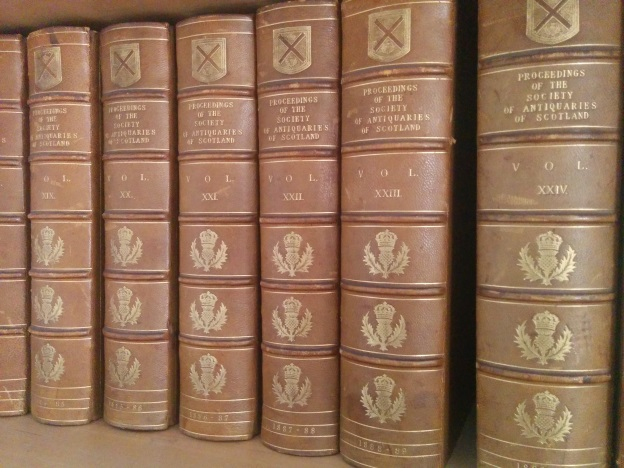 PROCEEDINGS
OF THE
SOCIETY
OF ANTIQUARIES
OF SCOTLAND
VOL.
XIX.
PROCEEDINGS
OF THE
SOCIETY
OF ANTIQUARIES
OF SCOTLAND
VOL.
XX.
PROCEEDINGS
OF THE
SOCIETY
OF ANTIQUARIES
OF SCOTLAND
VOL.
XXI.
PROCEEDINGS
OF THE
SOCIETY
OF ANTIQUARIES
OF SCOTLAND
VOL.
XXII.
1887-88
PROCEEDINGS
OF THE
SOCIETY
OF ANTIQUARIES
OF SCOTLAND
VOL.
XXIII.
1888-89
PROCEEDINGS
OF THE
SOCIETY
OF ANTIQUARIES
OF SCOTLAND
VOL.
XXIV.